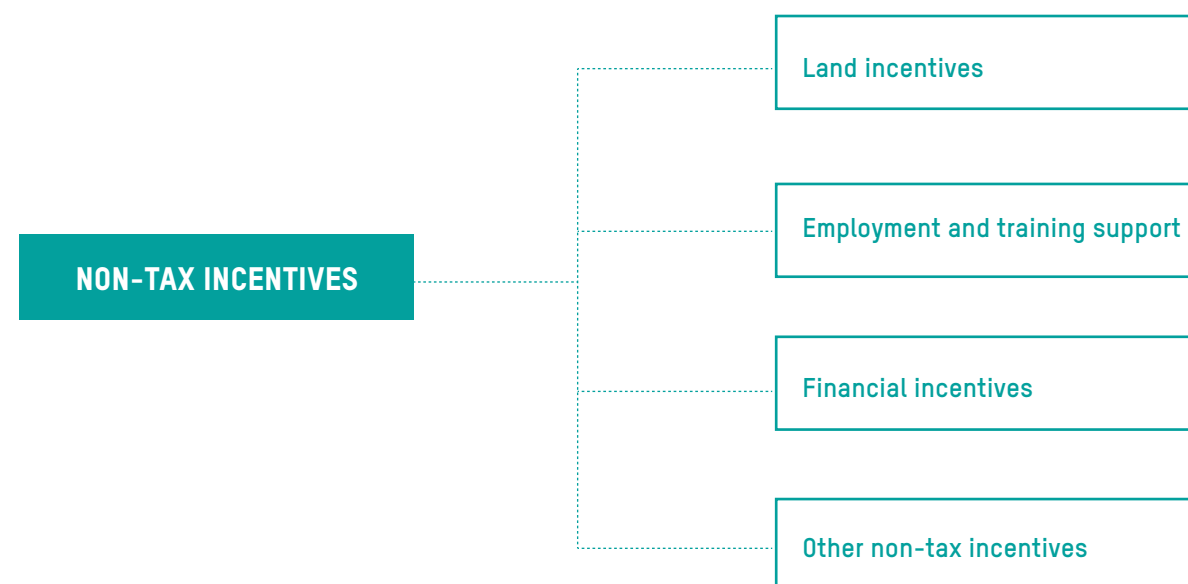 Land incentives
Employment and training support
NON-TAX INCENTIVES
Financial incentives
Other non-tax incentives